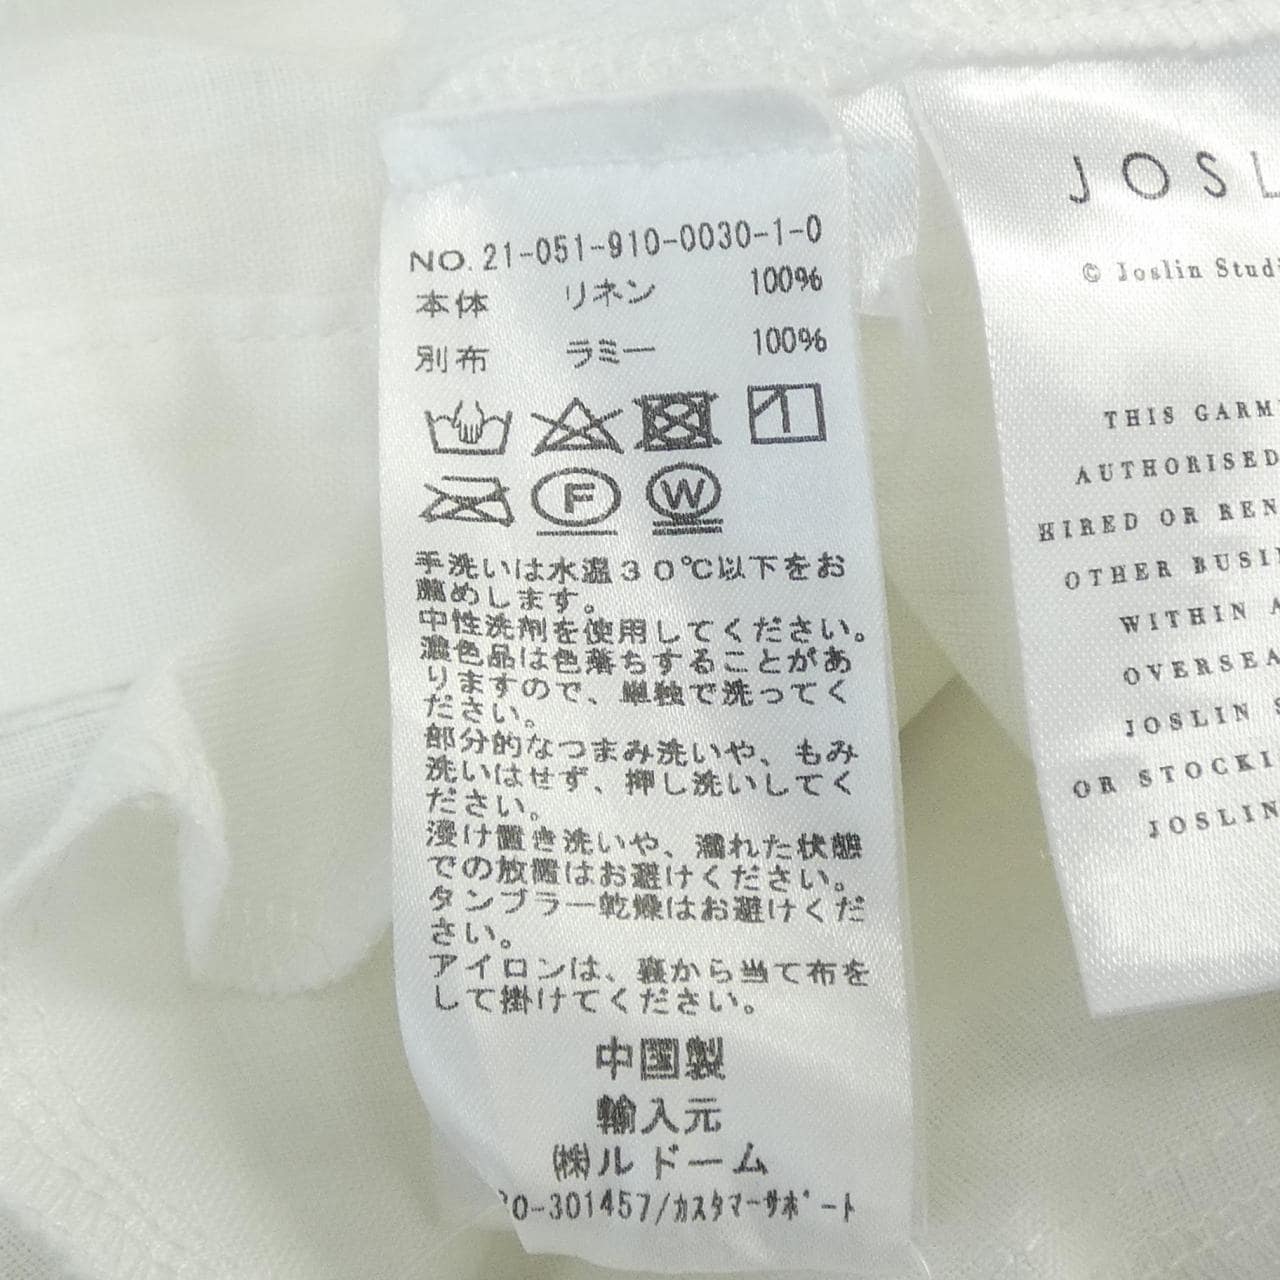 NO.21-051-910-0030-1-0
本体 リネン 100%
別布 ラミー 100%
F W
手洗いは水温30℃以下をお
薦めします。
中性洗剤を使用してください。
濃色品は色落ちすることがあ
りますので、単独で洗ってく
ださい。
部分的なつまみ洗いや、もみ
洗いはせず、押し洗いしてく
ださい。
浸け置き洗いや、濡れた状態
での放置はお避けください。
タンブラー乾燥はお避けくだ
さい。
アイロンは、裏から当て布を
して掛けてください。
中国製
輸入元
(株)ルドーム
0-301457/カスタマーサポート
JOSL
© Joslin Studi
THIS GARM
AUTHORISED
HIRED OR REN
OTHER BUSI
WITHIN A
OVERSEA
JOSLIN S
OR STOCKI
JOSLIN